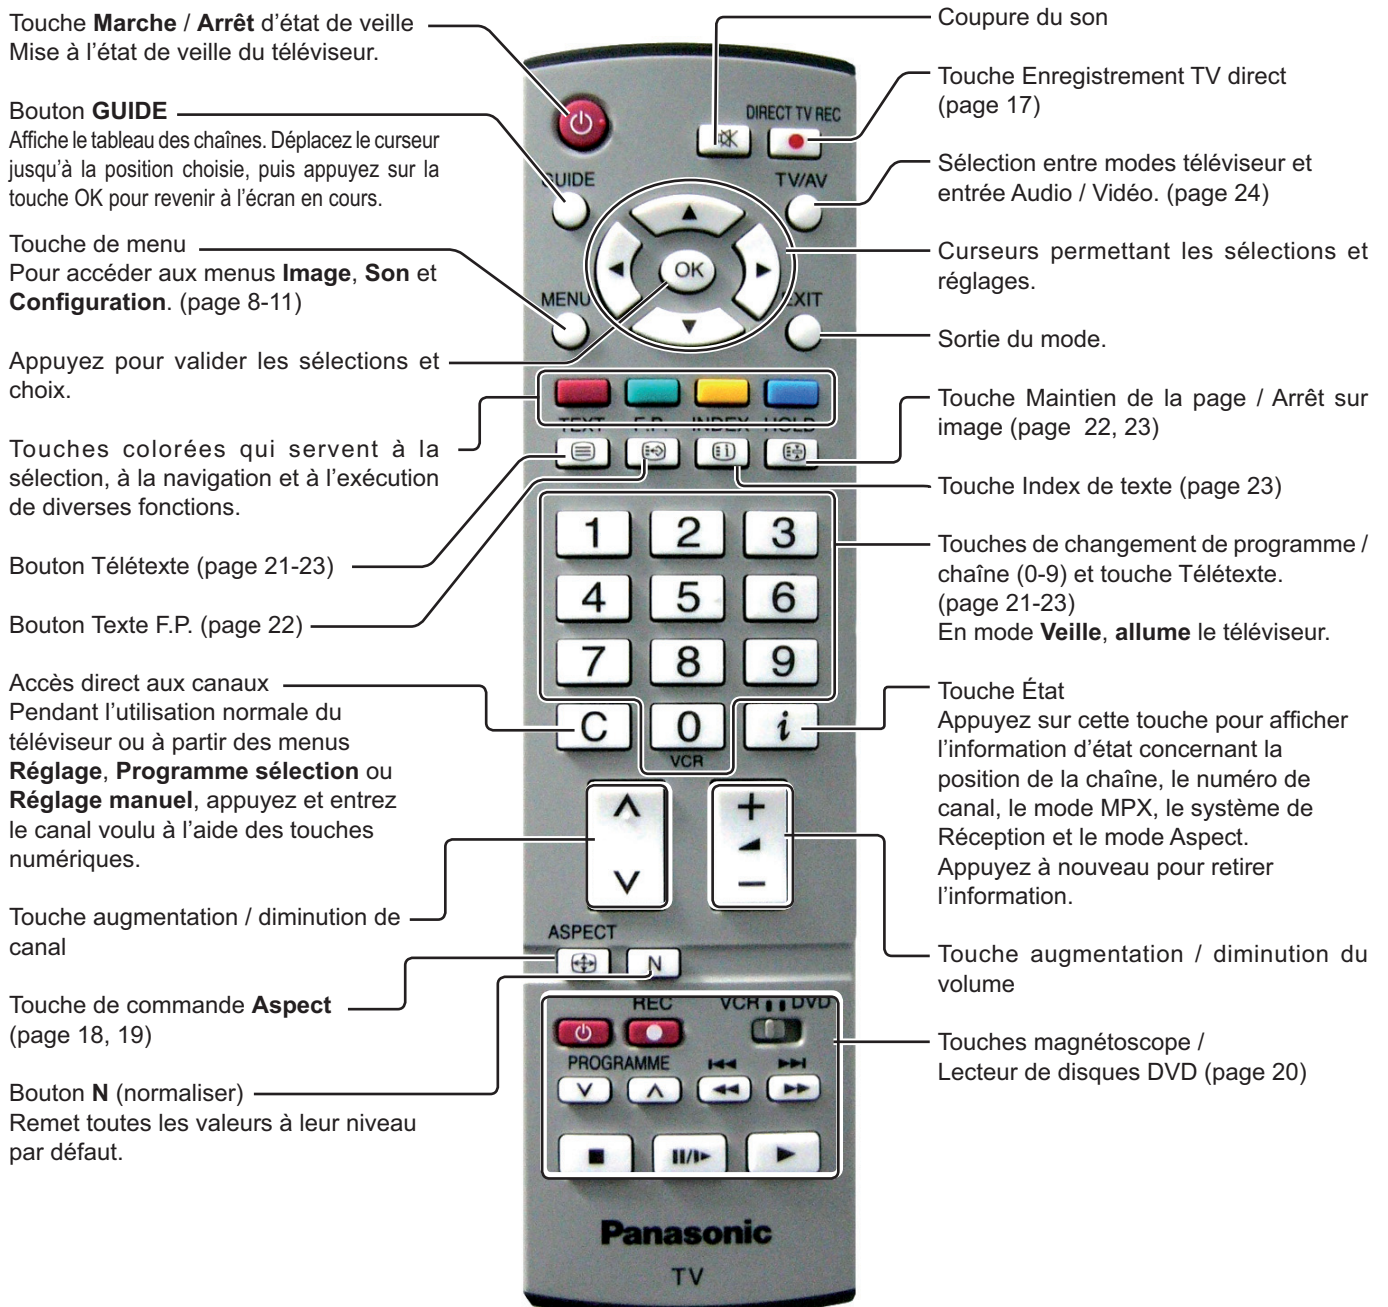 Touche Marche / Arrêt d’état de veille
Mise à l’état de veille du téléviseur.
Bouton GUIDE
Affiche le tableau des chaînes. Déplacez le curseur
jusqu’à la position choisie, puis appuyez sur la
touche OK pour revenir à l’écran en cours.
Touche de menu
Pour accéder aux menus Image, Son et
Configuration. (page 8-11)
Appuyez pour valider les sélections et
choix.
Touches colorées qui servent à la
sélection, à la navigation et à l’exécution
de diverses fonctions.
Bouton Télétexte (page 21-23)
Bouton Texte F.P. (page 22)
Accès direct aux canaux
Pendant l’utilisation normale du
téléviseur ou à partir des menus
Réglage, Programme sélection ou
Réglage manuel, appuyez et entrez
le canal voulu à l’aide des touches
numériques.
Touche augmentation / diminution de
canal
Touche de commande Aspect
(page 18, 19)
Bouton N (normaliser)
Remet toutes les valeurs à leur niveau
par défaut.
DIRECT TV REC
GUIDE
TV/AV
OK
MENU
EXIT
TEXT F.P. INDEX HOLD
1 2 3
4 5 6
7 8 9
C 0 i
VCR
+
−
ASPECT
N
REC VCR DVD
PROGRAMME
Panasonic
TV
Coupure du son
Touche Enregistrement TV direct
(page 17)
Sélection entre modes téléviseur et
entrée Audio / Vidéo. (page 24)
Curseurs permettant les sélections et
réglages.
Sortie du mode.
Touche Maintien de la page / Arrêt sur
image (page 22, 23)
Touche Index de texte (page 23)
Touches de changement de programme /
chaîne (0-9) et touche Télétexte.
(page 21-23)
En mode Veille, allume le téléviseur.
Touche État
Appuyez sur cette touche pour afficher
l’information d’état concernant la
position de la chaîne, le numéro de
canal, le mode MPX, le système de
Réception et le mode Aspect.
Appuyez à nouveau pour retirer
l’information.
Touche augmentation / diminution du
volume
Touches magnétoscope /
Lecteur de disques DVD (page 20)